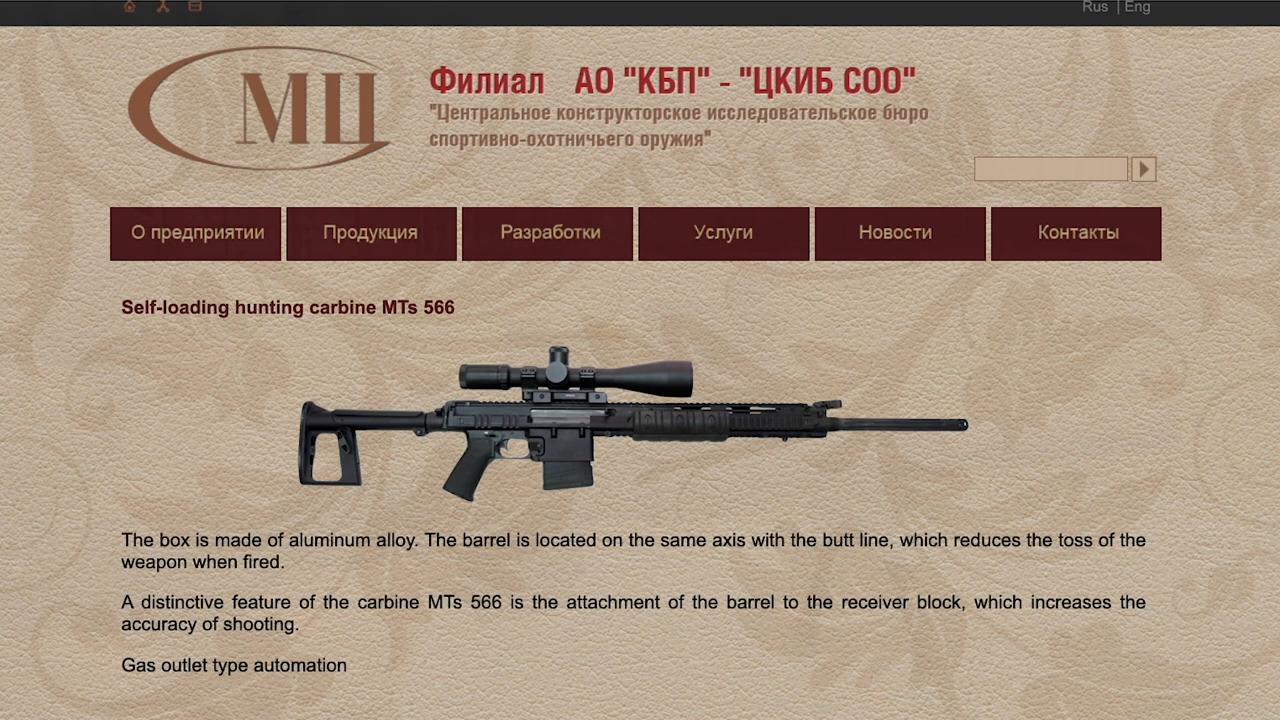 Rus | Eng
МЦ
Филиал АО "КБП" - "ЦКИБ СОО"
"Центральное конструкторское исследовательское бюро
спортивно-охотничьего оружия"
О предприятии
Продукция
Разработки
Услуги
Новости
Контакты
Self-loading hunting carbine MTs 566
The box is made of aluminum alloy. The barrel is located on the same axis with the butt line, which reduces the toss of the
weapon when fired.
A distinctive feature of the carbine MTs 566 is the attachment of the barrel to the receiver block, which increases the
accuracy of shooting.
Gas outlet type automation